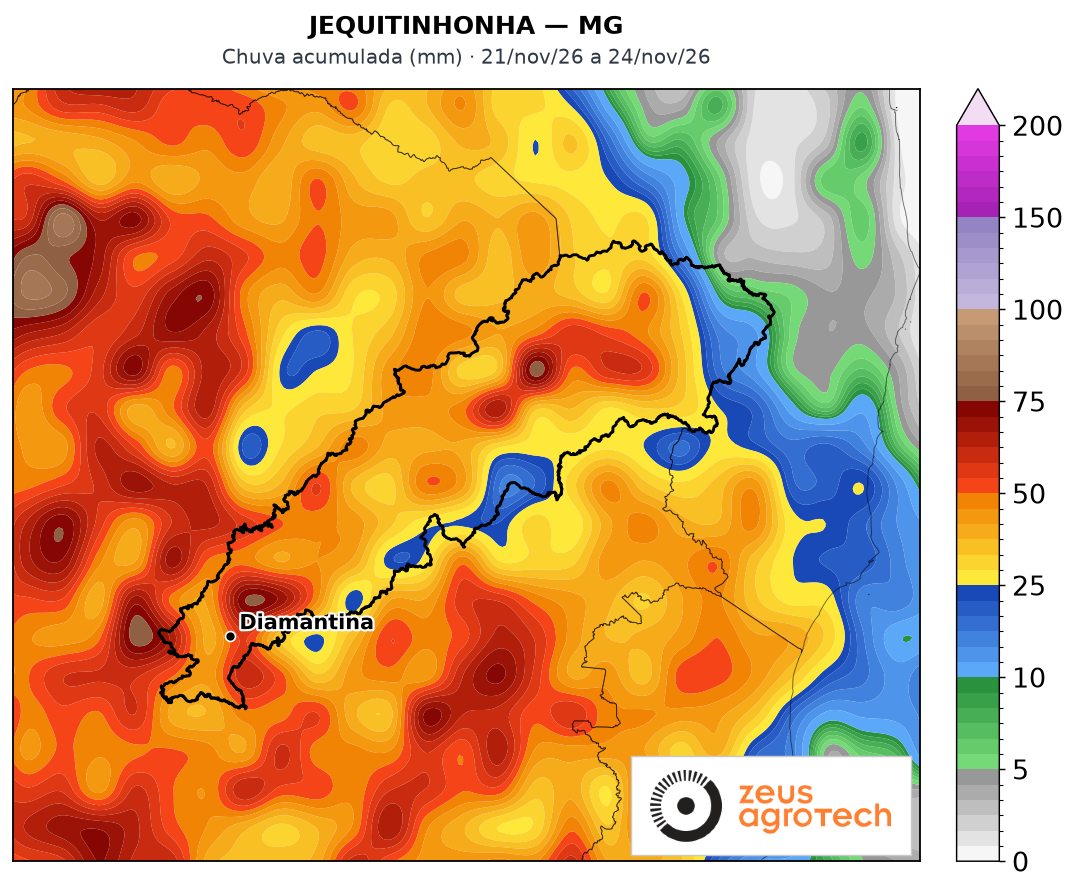 JEQUITINHONHA — MG
Chuva acumulada (mm) · 21/nov/26 a 24/nov/26
200
150
100
75
50
25
10
5
0
Diamantina
zeus
agrotech